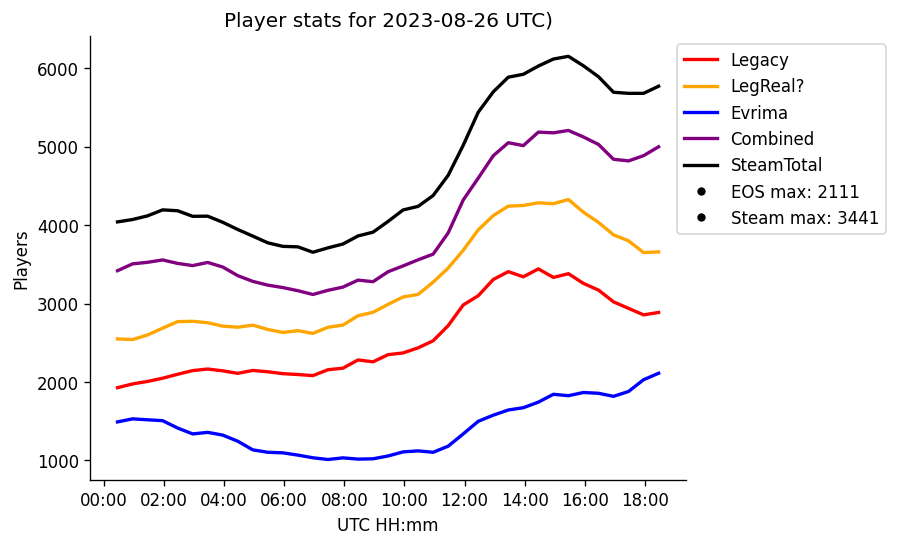 Player stats for 2023-08-26 UTC)
6000
5000
4000
3000
2000
1000
Players
00:00 02:00 04:00 06:00 08:00 10:00 12:00 14:00 16:00 18:00
UTC HH:mm
Legacy
LegReal?
Evrima
Combined
SteamTotal
EOS max: 2111
Steam max: 3441